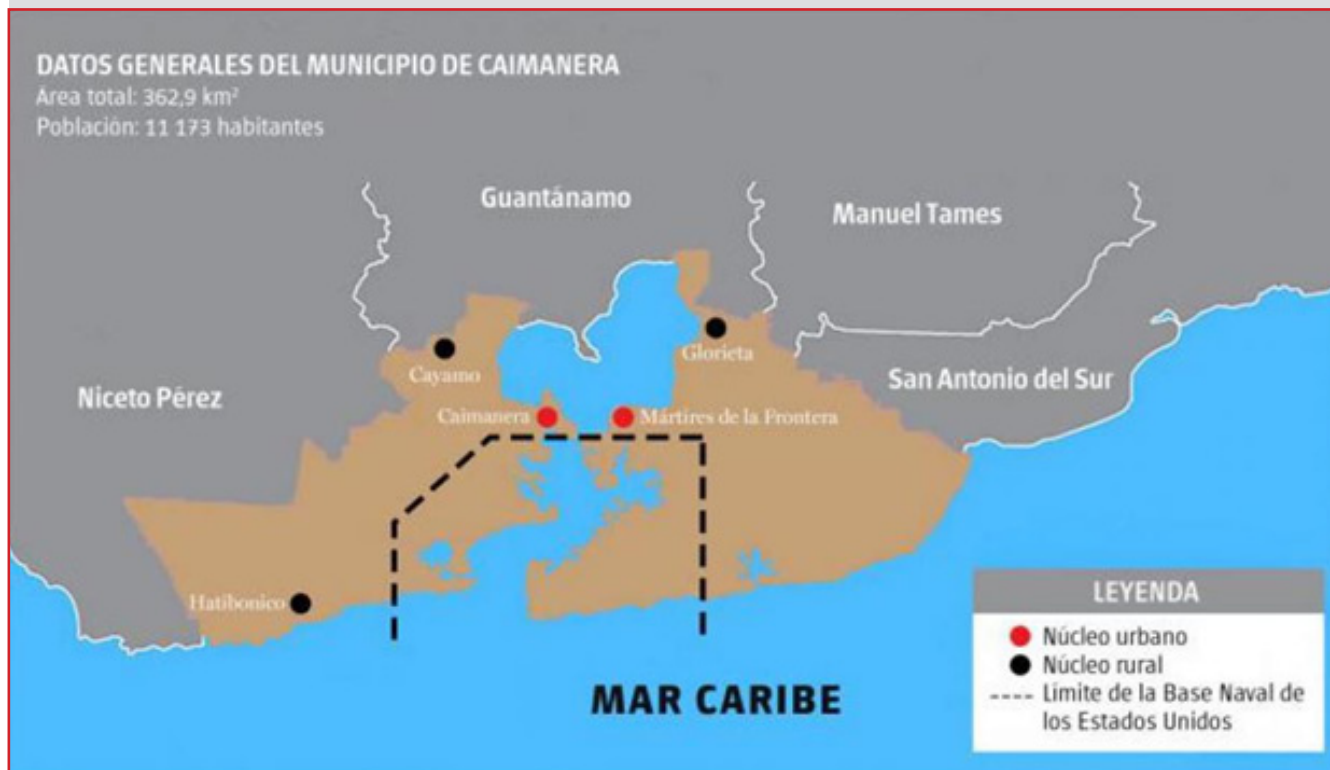 DATOS GENERALES DEL MUNICIPIO DE CAIMANERA
Área total: 362,9 km²
Población: 11 173 habitantes
Guantánamo
Manuel Tames
Glorieta
Cayamo
Niceto Pérez
San Antonio del Sur
Caimanera
Mártires de la Frontera
Hatibonico
MAR CARIBE
LEYENDA
Núcleo urbano
Núcleo rural
Límite de la Base Naval de
los Estados Unidos